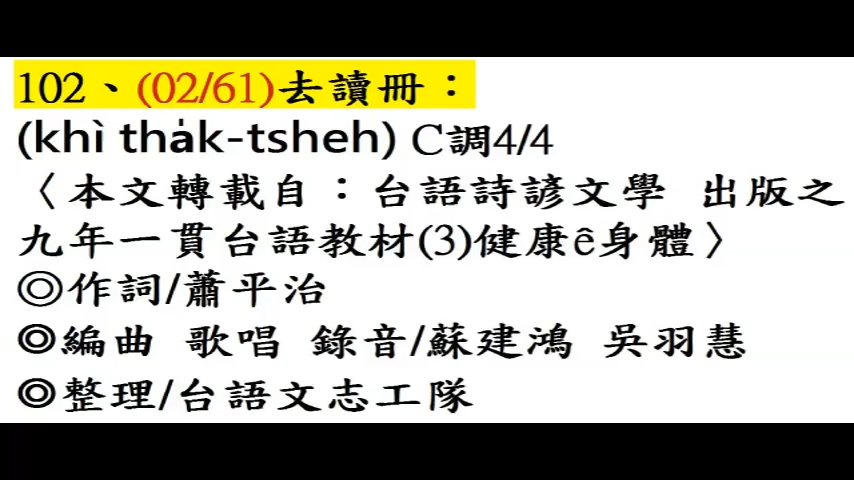 102、(02/61)去讀冊：
(khì tha̍k-tsheh) C調4/4
〈本文轉載自：台語詩諺文學 出版之
九年一貫台語教材(3)健康ê身體〉
◎作詞/蕭平治
◎編曲 歌唱 錄音/蘇建鴻 吳羽慧
◎整理/台語文志工隊